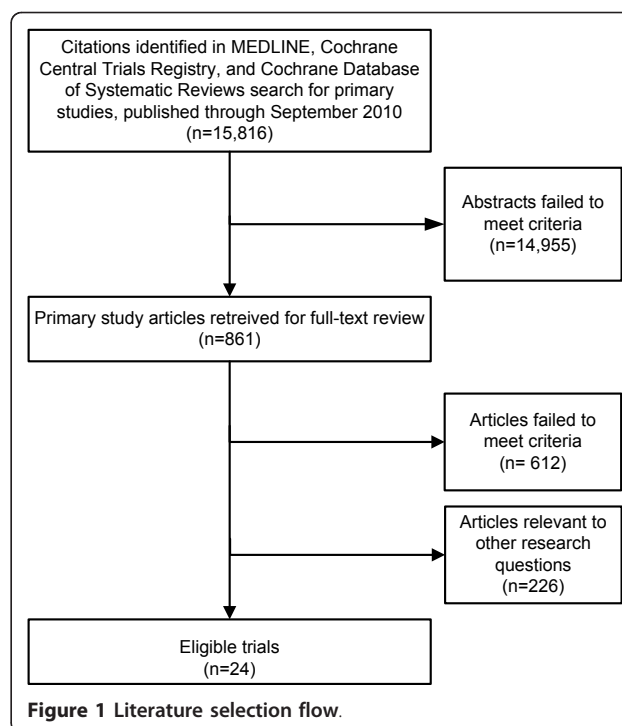 Citations identified in MEDLINE, Cochrane
Central Trials Registry, and Cochrane Database
of Systematic Reviews search for primary
studies, published through September 2010
(n=15,816)
Abstracts failed to
meet criteria
(n=14,955)
Primary study articles retreived for full-text review
(n=861)
Articles failed to
meet criteria
(n= 612)
Articles relevant to
other research
questions
(n=226)
Eligible trials
(n=24)
Figure 1 Literature selection flow.